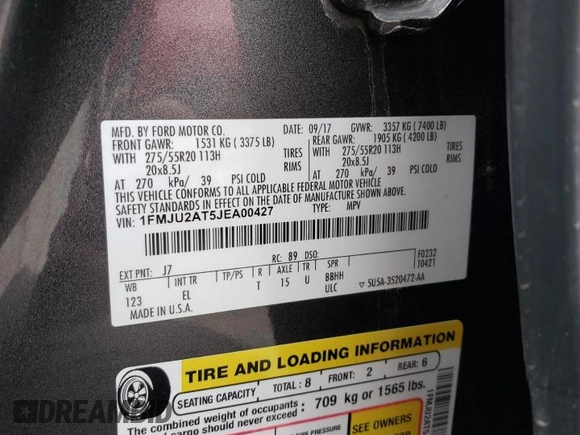 MFD. BY FORD MOTOR CO.
DATE: 09/17 GVWR: 3357 KG ( 7400 LB)
FRONT GAWR: 1531 KG ( 3375 LB) REAR GAWR: 1905 KG ( 4200 LB)
WITH 275/55R20 113H TIRES WITH 275/55R20 113H TIRES
20x8.5J RIMS 20x8.5J RIMS
AT 270 kPa/ 39 PSI COLD AT 270 kPa/ 39 PSI COLD
THIS VEHICLE CONFORMS TO ALL APPLICABLE FEDERAL MOTOR VEHICLE
SAFETY STANDARDS IN EFFECT ON THE DATE OF MANUFACTURE SHOWN ABOVE.
VIN: 1FMJU2AT5JEA00427 TYPE: MPV
F0232
T0421
EXT PNT: J7 RC: B9 DSO:
WB INT TR TP/PS R AXLE TR SPR
123 EL T 15 U BBHH
ULC
MADE IN U.S.A. 5U5A-3520472-AA
TIRE AND LOADING INFORMATION
SEATING CAPACITY TOTAL : 8 FRONT: 2 REAR: 6
The combined weight of occupants
and cargo should never exceed : 709 kg or 1565 lbs.
SEE OWNERS
1FMJU2AT
DREAMBID